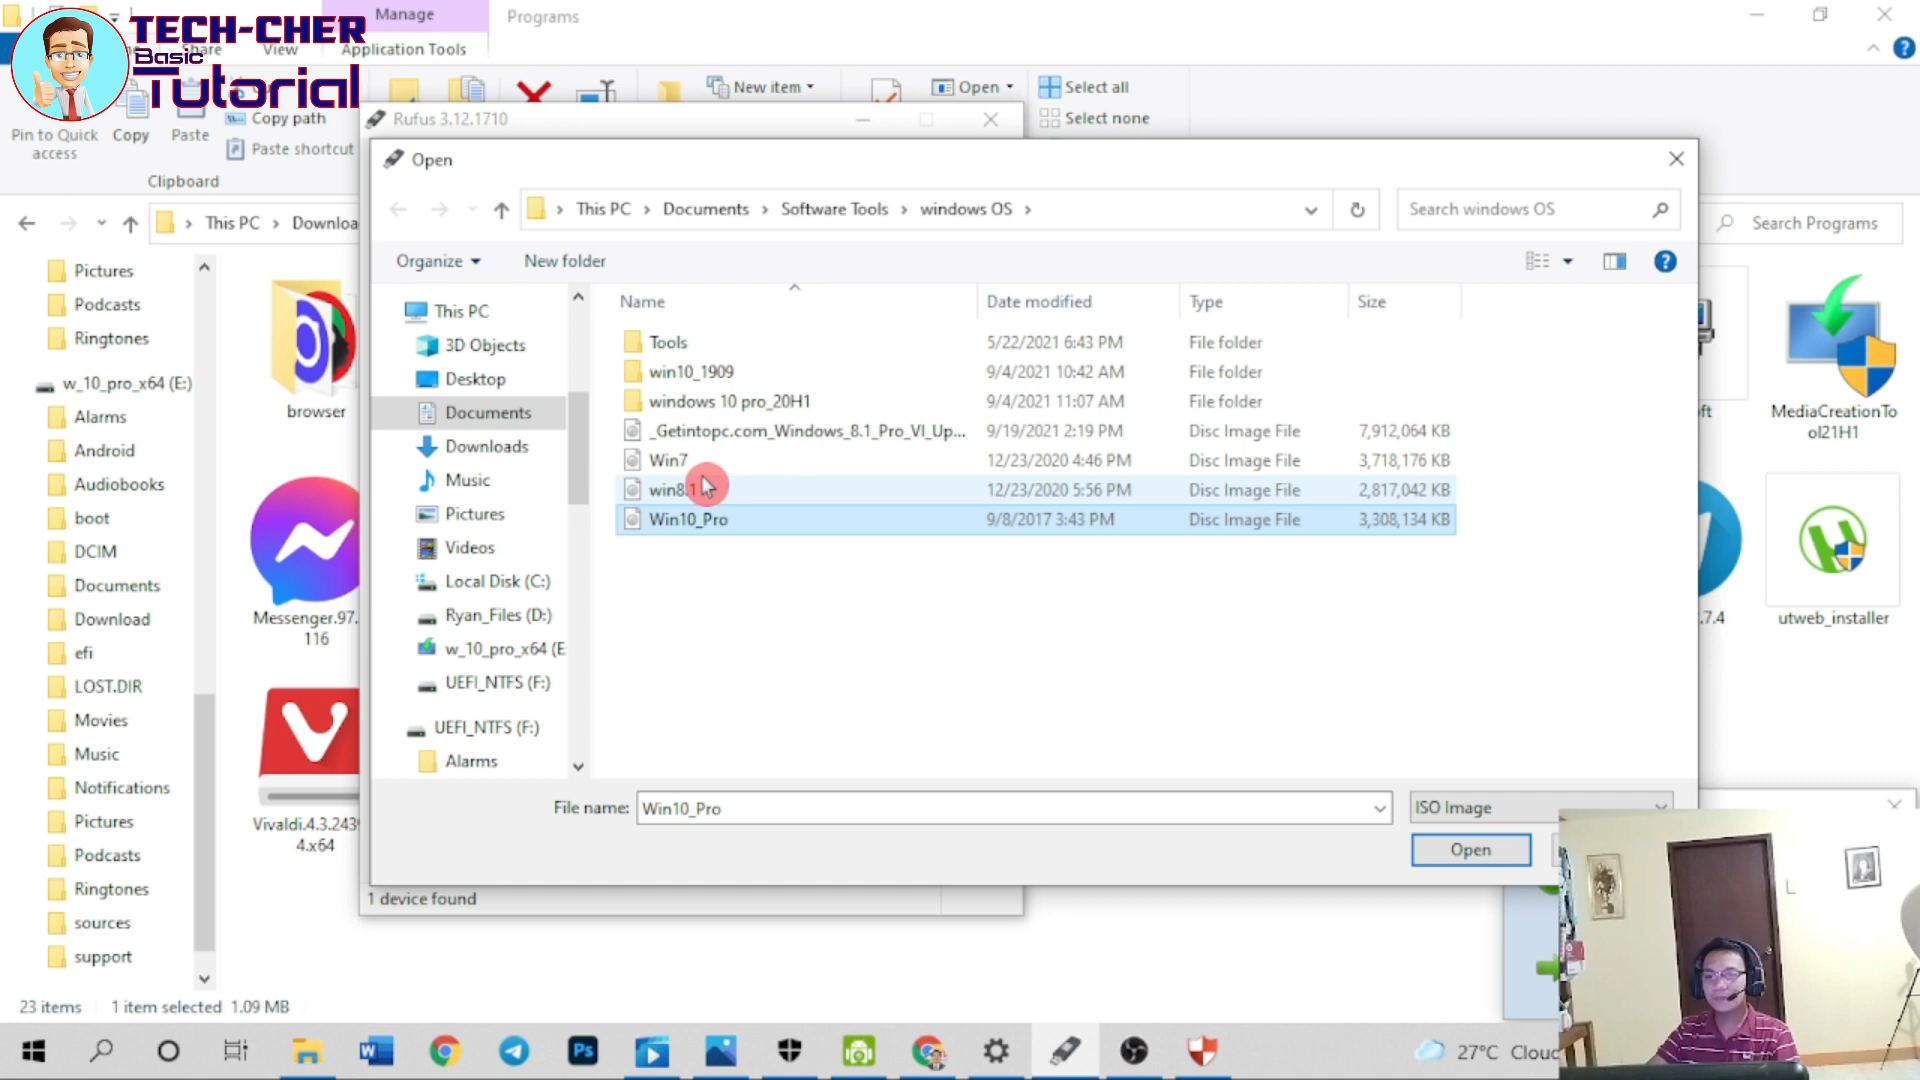 Manage
Programs
TECH-CHER
Basic
Tutorial
Share
View
Application Tools
New item
Open
Select all
Select none
Copy path
Paste shortcut
Pin to Quick
access
Copy
Paste
Clipboard
Rufus 3.12.1710
Open
This PC
Documents
Software Tools
windows OS
Search windows OS
This PC
Downloa
Search Programs
Organize
New folder
Name
Date modified
Type
Size
Tools 5/22/2021 6:43 PM File folder
win10_1909 9/4/2021 10:42 AM File folder
windows 10 pro_20H1 9/4/2021 11:07 AM File folder
_Getintopc.com_Windows_8.1_Pro_Vl_Up... 9/19/2021 2:19 PM Disc Image File 7,912,064 KB
Win7 12/23/2020 4:46 PM Disc Image File 3,718,176 KB
win8.1 12/23/2020 5:56 PM Disc Image File 2,817,042 KB
Win10_Pro 9/8/2017 3:43 PM Disc Image File 3,308,134 KB
This PC
3D Objects
Desktop
Documents
Downloads
Music
Pictures
Videos
Local Disk (C:)
Ryan_Files (D:)
w_10_pro_x64 (E
UEFI_NTFS (F:)
UEFI_NTFS (F:)
Alarms
File name:
Win10_Pro
ISO Image
Open
1 device found
Pictures
Podcasts
Ringtones
w_10_pro_x64 (E:)
Alarms
Android
Audiobooks
boot
DCIM
Documents
Download
efi
LOST.DIR
Movies
Music
Notifications
Pictures
Podcasts
Ringtones
sources
support
browser
Messenger.97.
116
Vivaldi.4.3.2439
4.x64
ft
MediaCreationTo
ol21H1
.7.4
utweb_installer
23 items
1 item selected 1.09 MB
27°C Cloud